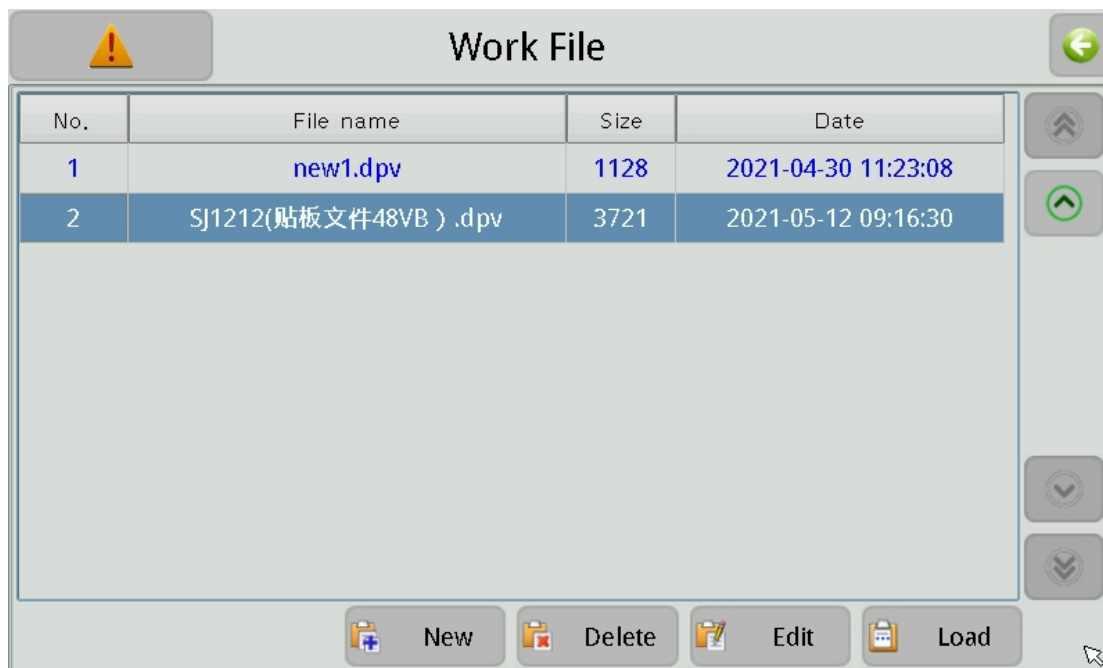 Work File
No. File name Size Date
1 new1.dpv 1128 2021-04-30 11:23:08
2 SJ1212(贴板文件48VB）.dpv 3721 2021-05-12 09:16:30
New Delete Edit Load